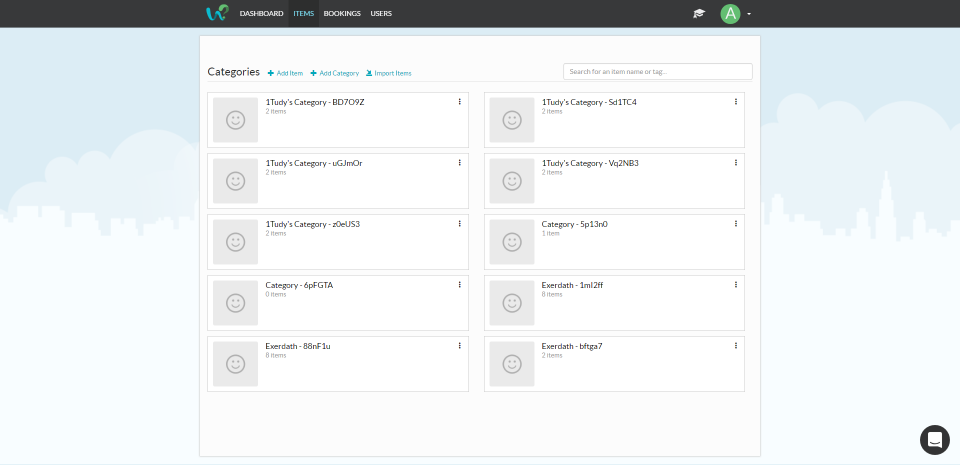 DASHBOARD ITEMS BOOKINGS USERS A
Categories Add Item Add Category Import Items Search for an item name or tag...
1Tudy's Category - BD7O9Z
2 items
1Tudy's Category - Sd1TC4
2 items
1Tudy's Category - uGJmOr
2 items
1Tudy's Category - Vq2NB3
2 items
1Tudy's Category - z0eUS3
2 items
Category - 5p13n0
1 item
Category - 6pFGTA
0 items
Exerdath - 1mI2ff
8 items
Exerdath - 88nF1u
8 items
Exerdath - bftga7
2 items